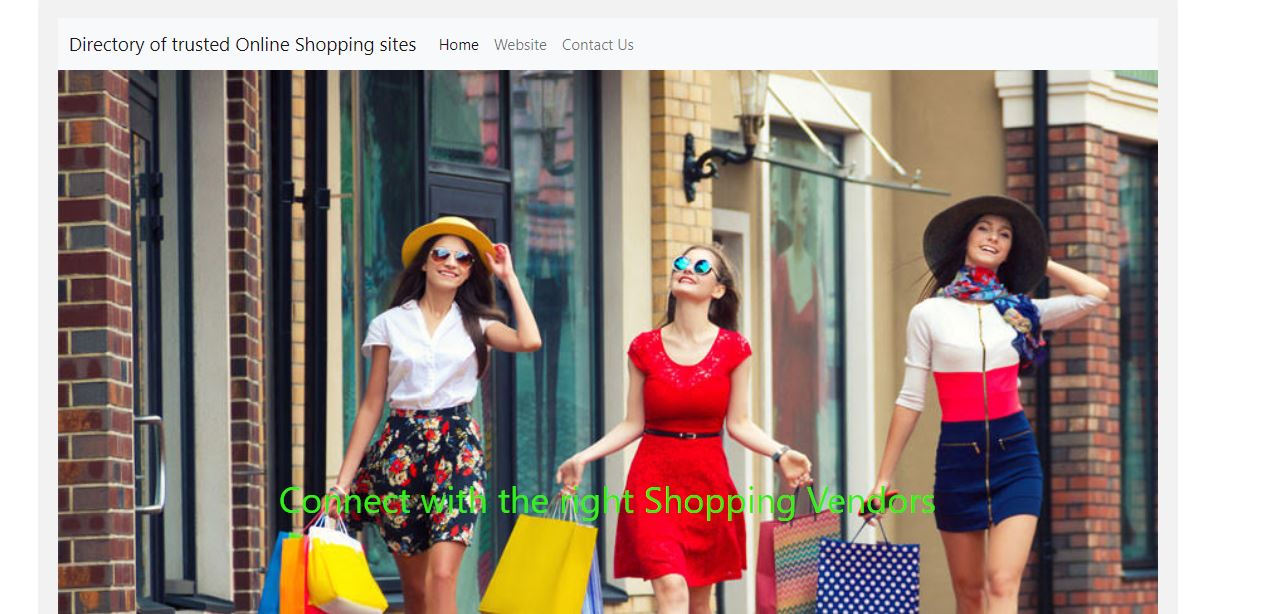 Directory of trusted Online Shopping sites Home Website Contact Us
Connect with the right Shopping Vendors